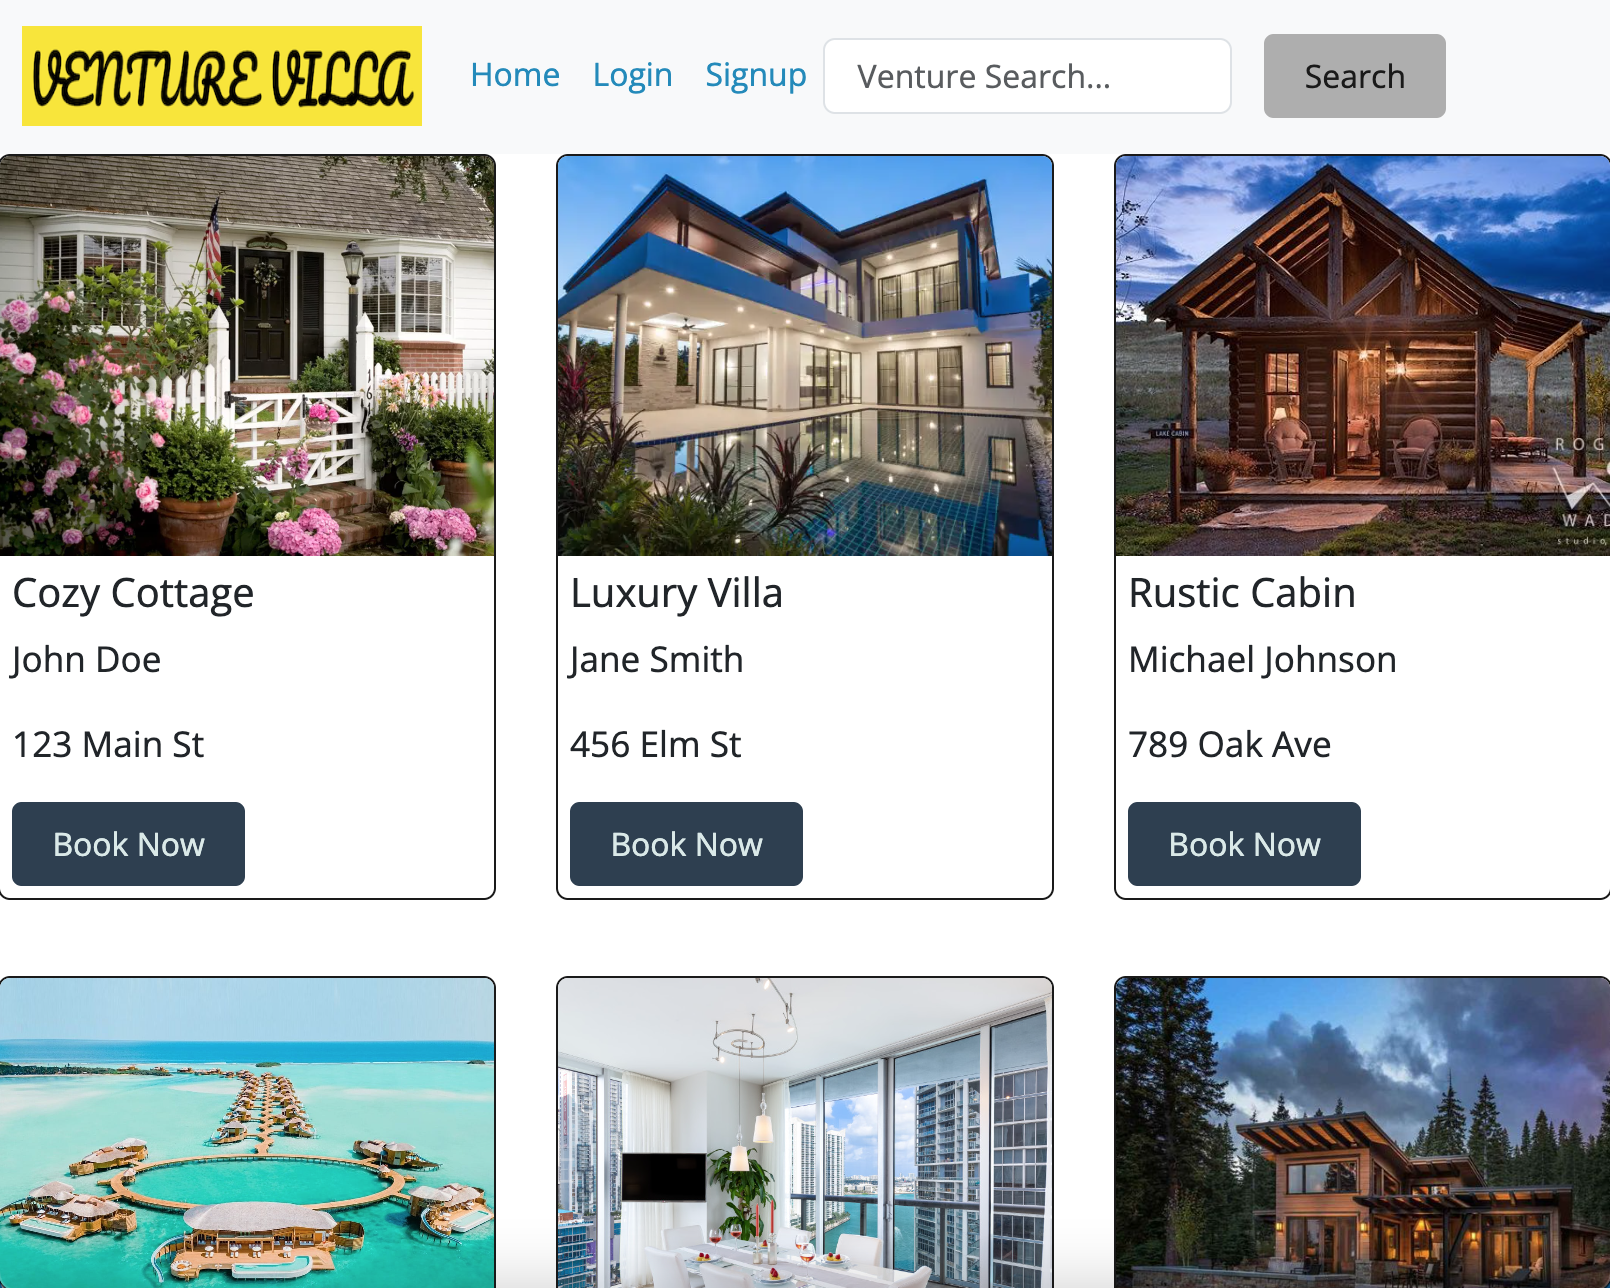 VENTURE VILLA
Home Login Signup Venture Search... Search
LAKE CABIN
WAD
studio
Cozy Cottage
John Doe
123 Main St
Book Now
Luxury Villa
Jane Smith
456 Elm St
Book Now
Rustic Cabin
Michael Johnson
789 Oak Ave
Book Now